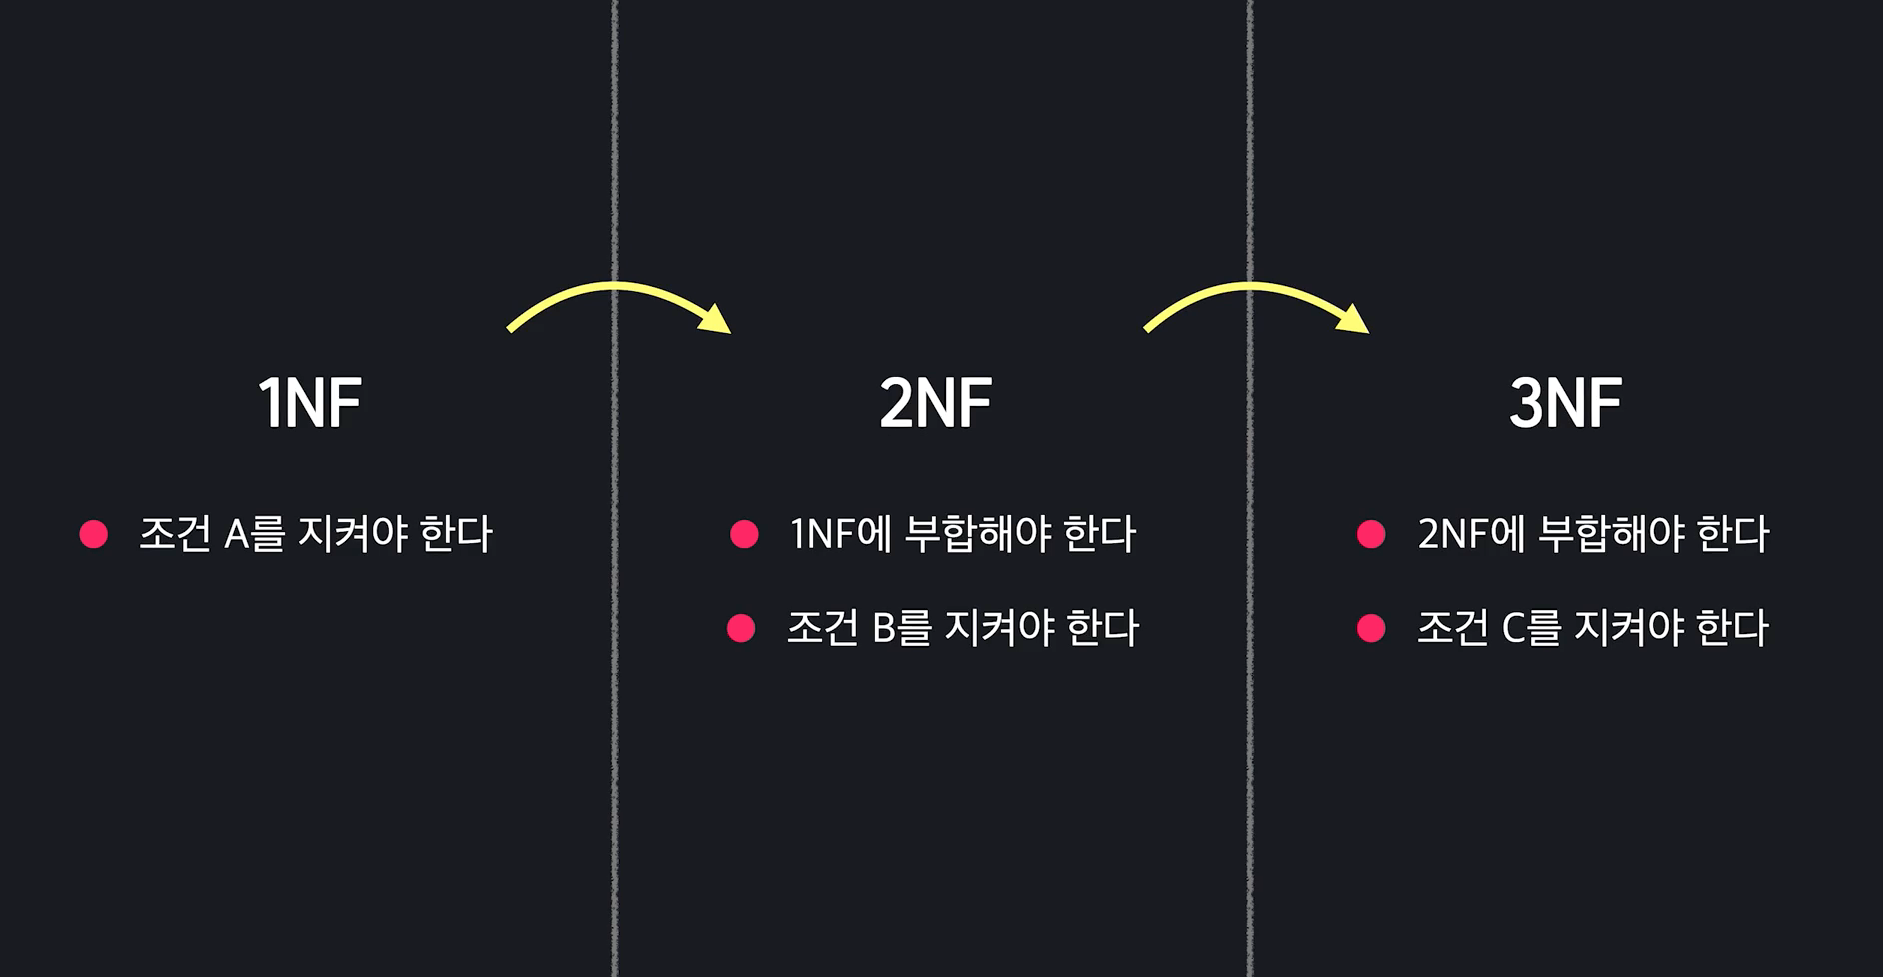 1NF
조건 A를 지켜야 한다
2NF
1NF에 부합해야 한다
조건 B를 지켜야 한다
3NF
2NF에 부합해야 한다
조건 C를 지켜야 한다